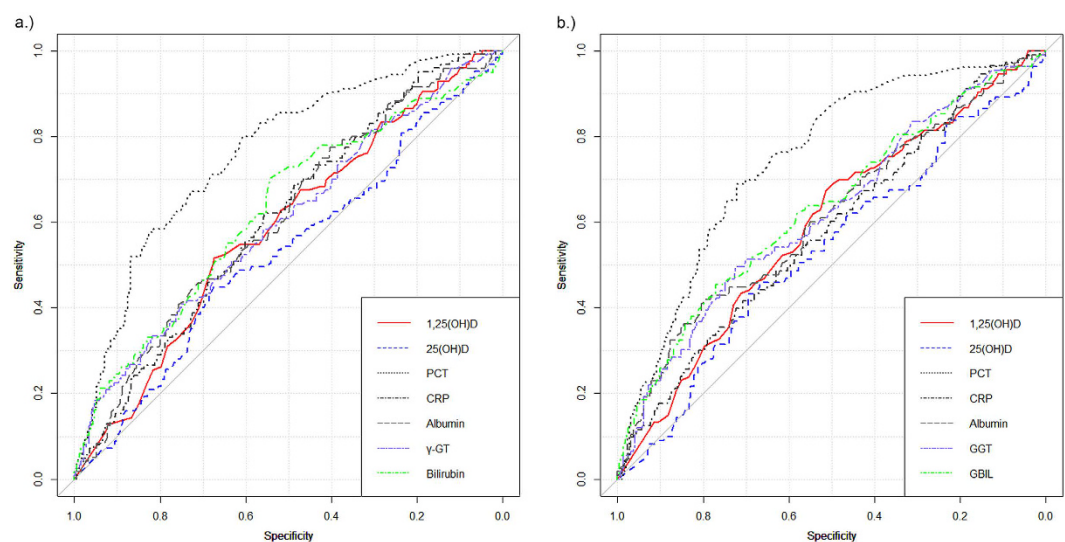 a.)
b.)
1.0
0.8
0.6
0.4
0.2
0.0
Sensitivity
1.0 0.8 0.6 0.4 0.2 0.0
Specificity
1,25(OH)D
25(OH)D
PCT
CRP
Albumin
γ-GT
Bilirubin
1.0
0.8
0.6
0.4
0.2
0.0
Sensitivity
1.0 0.8 0.6 0.4 0.2 0.0
Specificity
1,25(OH)D
25(OH)D
PCT
CRP
Albumin
GGT
GBIL